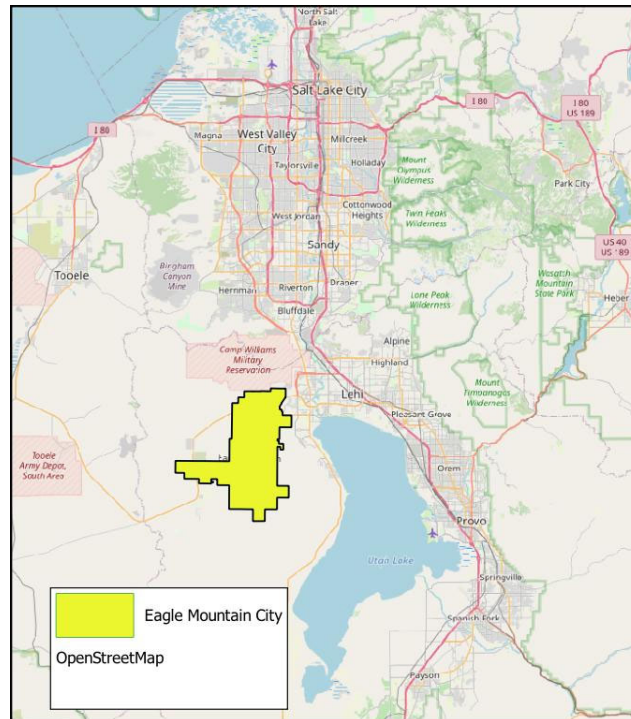 North Salt
Lake
Salt Lake City
I 80
I 80
US 189
I 80
Magna
West Valley
City
Millcreek
Taylorsville
Holladay
Mount
Olympus
Wilderness
Park City
Cottonwood
Heights
West Jordan
Twin Peaks
Wilderness
Sandy
US 40
US 189
Tooele
Bingham
Canyon
Mine
Wasatch
Mountain
State Park
Herriman
Riverton
Draper
Lone Peak
Wilderness
Heber
Bluffdale
Camp Williams
Military
Reservation
Alpine
Highland
Mount
Timpanogos
Wilderness
Lehi
Pleasant Grove
Tooele
Army Depot,
South Area
Orem
Provo
Utah Lake
Springville
Spanish Fork
Payson
Eagle Mountain City
OpenStreetMap